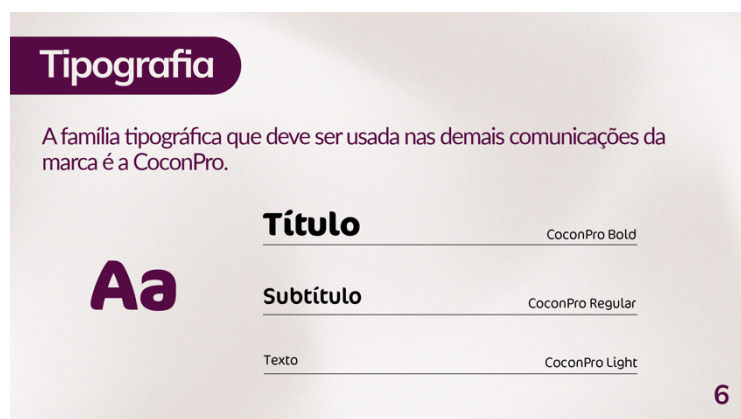 Tipografia
A família tipográfica que deve ser usada nas demais comunicações da
marca é a CoconPro.
Aa
Título
CoconPro Bold
Subtítulo
CoconPro Regular
Texto
CoconPro Light
6